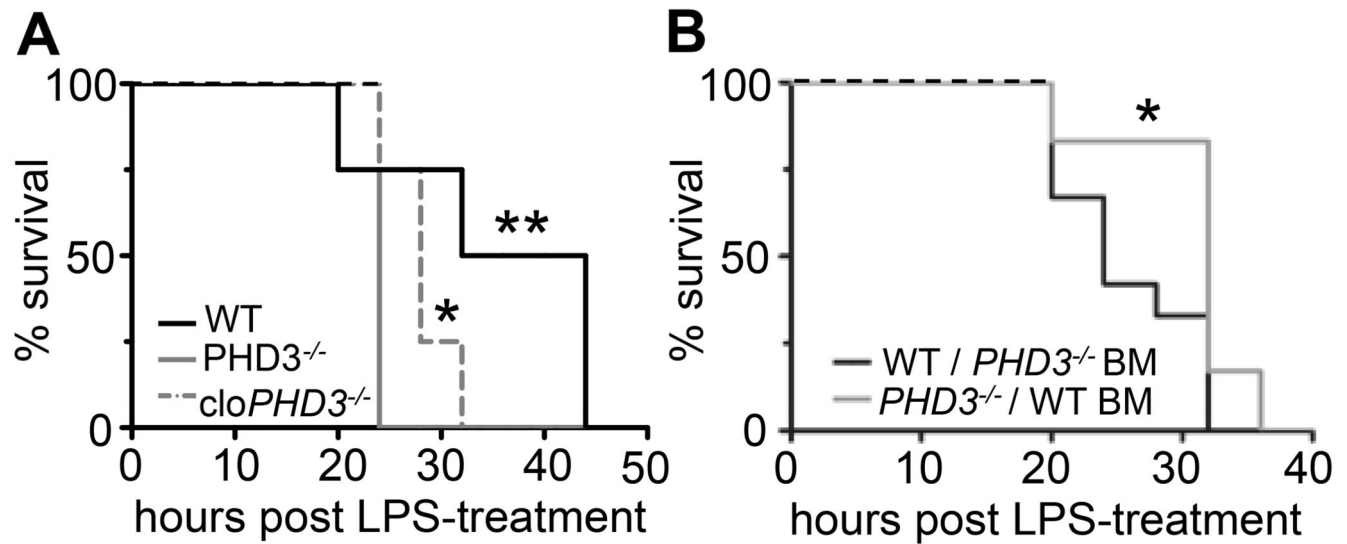 A
% survival
100
50
0
**
*
WT
PHD3-/-
cloPHD3-/-
0 10 20 30 40 50
hours post LPS-treatment
B
% survival
100
50
0
*
WT / PHD3-/- BM
PHD3-/- / WT BM
0 10 20 30 40
hours post LPS-treatment